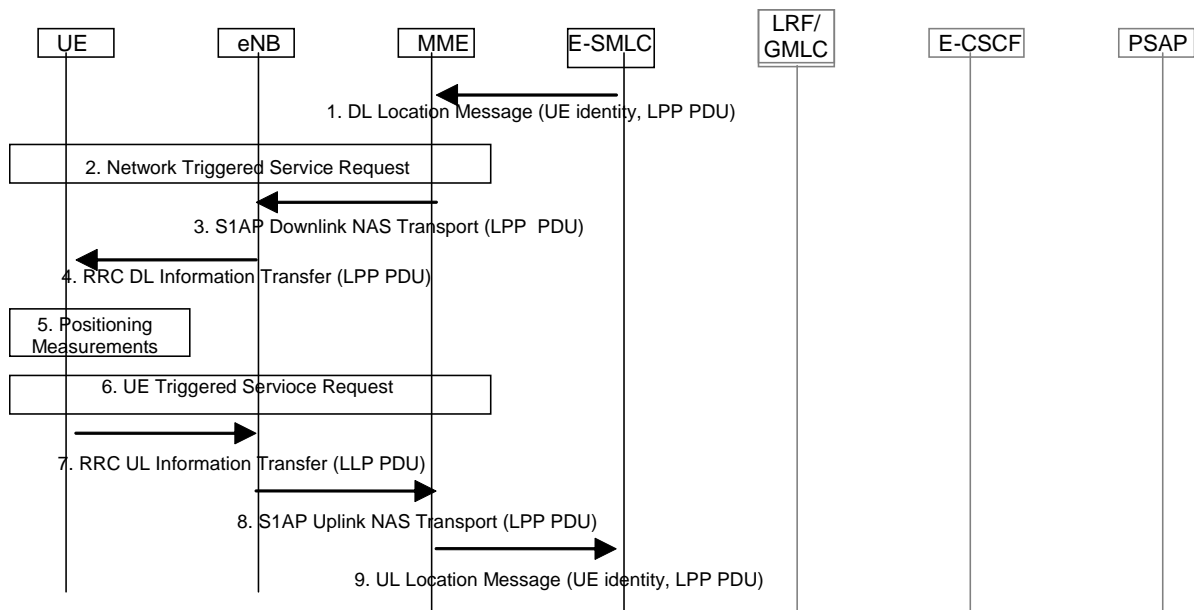 UE
eNB
MME
E-SMLC
LRF/
GMLC
E-CSCF
PSAP
1. DL Location Message (UE identity, LPP PDU)
2. Network Triggered Service Request
3. S1AP Downlink NAS Transport (LPP PDU)
4. RRC DL Information Transfer (LPP PDU)
5. Positioning
Measurements
6. UE Triggered Servioce Request
7. RRC UL Information Transfer (LLP PDU)
8. S1AP Uplink NAS Transport (LPP PDU)
9. UL Location Message (UE identity, LPP PDU)